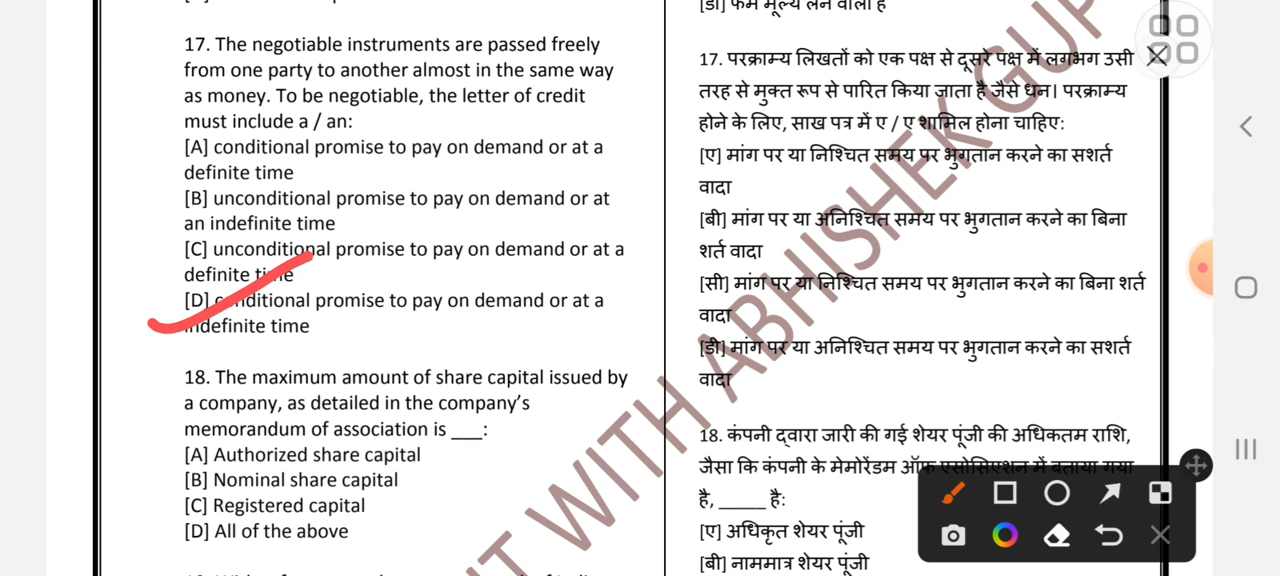 17. The negotiable instruments are passed freely
from one party to another almost in the same way
as money. To be negotiable, the letter of credit
must include a / an:
[A] conditional promise to pay on demand or at a
definite time
[B] unconditional promise to pay on demand or at
an indefinite time
[C] unconditional promise to pay on demand or at a
definite time
[D] conditional promise to pay on demand or at a
indefinite time
18. The maximum amount of share capital issued by
a company, as detailed in the company’s
memorandum of association is ___:
[A] Authorized share capital
[B] Nominal share capital
[C] Registered capital
[D] All of the above
[डी] फर्म मूल्य लेने वाला है
17. परक्राम्य लिखतों को एक पक्ष से दूसरे पक्ष में लगभग उसी
तरह से मुक्त रूप से पारित किया जाता है जैसे धन। परक्राम्य
होने के लिए, साख पत्र में ए / ए शामिल होना चाहिए:
[ए] मांग पर या निश्चित समय पर भुगतान करने का सशर्त
वादा
[बी] मांग पर या अनिश्चित समय पर भुगतान करने का बिना
शर्त वादा
[सी] मांग पर या निश्चित समय पर भुगतान करने का बिना शर्त
वादा
[डी] मांग पर या अनिश्चित समय पर भुगतान करने का सशर्त
वादा
18. कंपनी द्वारा जारी की गई शेयर पूंजी की अधिकतम राशि,
जैसा कि कंपनी के मेमोरेंडम ऑफ एसोसिएशन में बताया गया
है, _____ है:
[ए] अधिकृत शेयर पूंजी
[बी] नाममात्र शेयर पूंजी
WITH ABHISHEK GUP